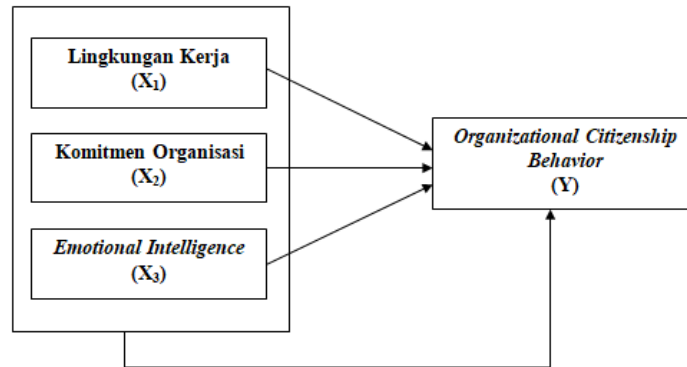 Lingkungan Kerja
(X₁)
Komitmen Organisasi
(X₂)
Emotional Intelligence
(X₃)
Organizational Citizenship
Behavior
(Y)